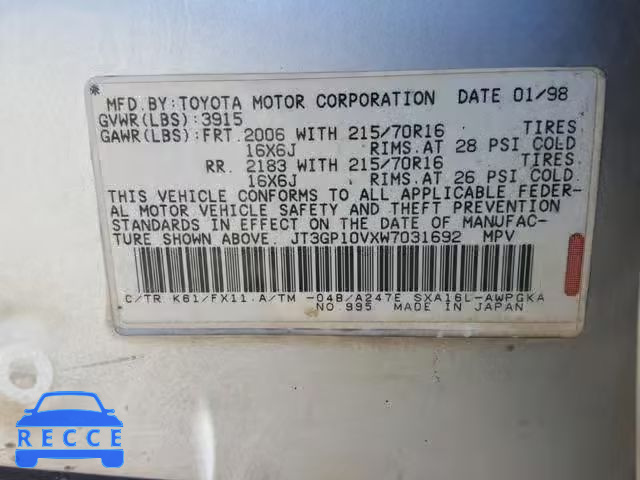 MFD.BY:TOYOTA MOTOR CORPORATION DATE 01/98
GVWR(LBS):3915
GAWR(LBS):FRT.2006 WITH 215/70R16 TIRES
16X6J RIMS.AT 28 PSI COLD
RR. 2183 WITH 215/70R16 TIRES
16X6J RIMS.AT 26 PSI COLD.
THIS VEHICLE CONFORMS TO ALL APPLICABLE FEDER-
AL MOTOR VEHICLE SAFETY AND THEFT PREVENTION
STANDARDS IN EFFECT ON THE DATE OF MANUFAC-
TURE SHOWN ABOVE. JT3GP10VXW7031692 MPV
C/TR K61/FX11.A/TM -04B/A247E SXA16L-AWPGKA
NO.995 MADE IN JAPAN
RECCE